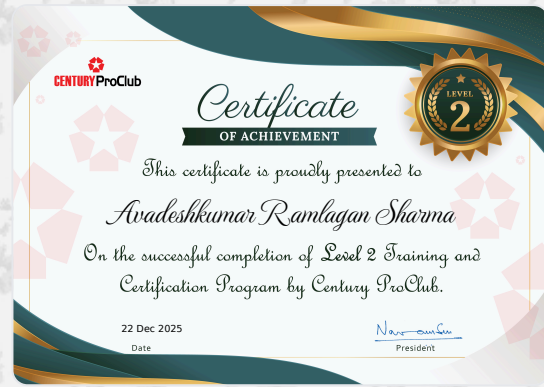 CENTURY ProClub
Certificate
OF ACHIEVEMENT
LEVEL
2
This certificate is proudly presented to
Avadeshkumar Ramlagan Sharma
On the successful completion of Level 2 Training and
Certification Program by Century ProClub.
22 Dec 2025
Date
President